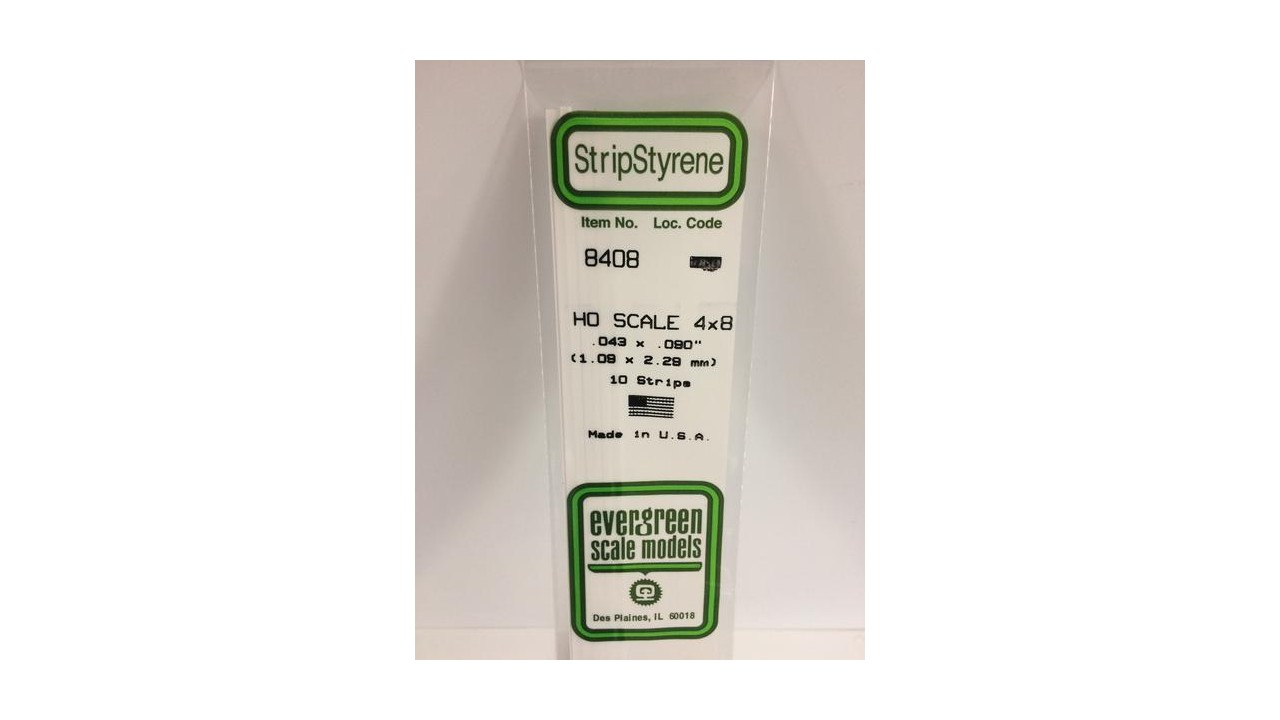 StripStyrene
Item No. Loc. Code
8408
HO SCALE 4x8
.043 x .090"
(1.09 x 2.29 mm)
10 Strips
Made in U.S.A.
evergreen
scale models
Des Plaines, IL 60018